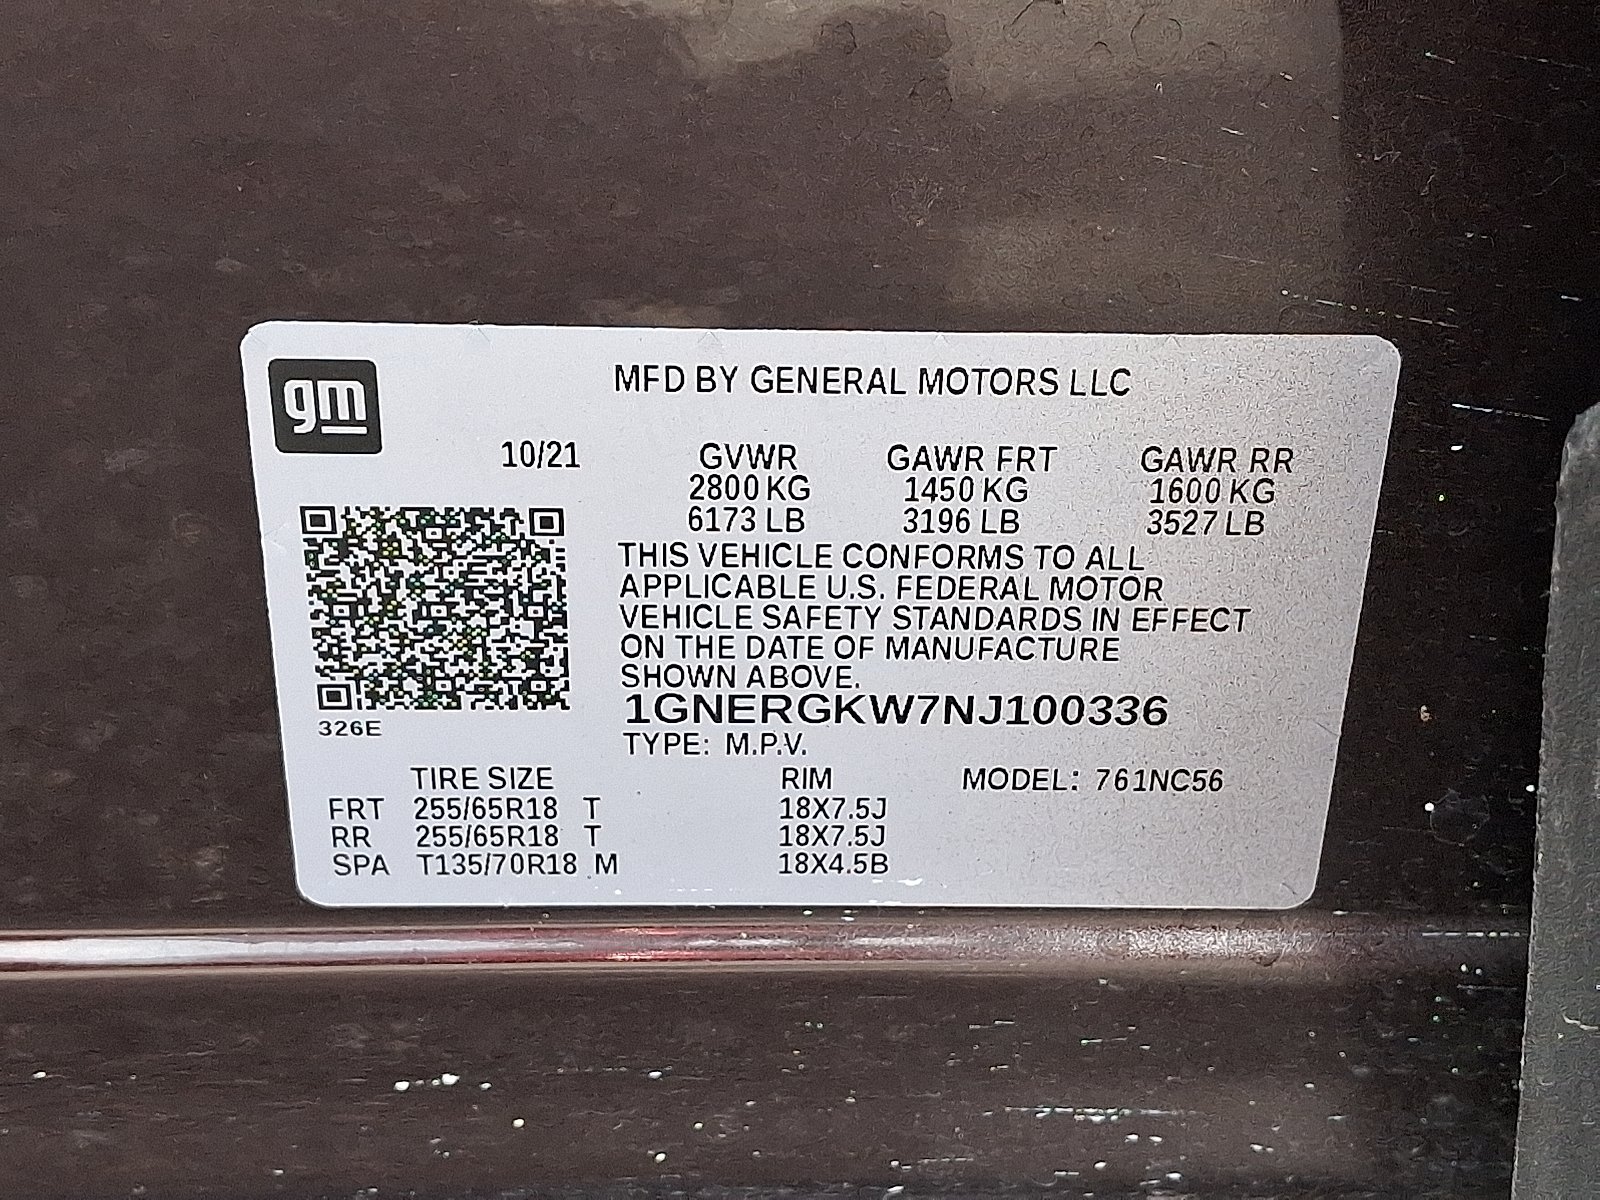 gm
MFD BY GENERAL MOTORS LLC
10/21 GVWR GAWR FRT GAWR RR
2800 KG 1450 KG 1600 KG
6173 LB 3196 LB 3527 LB
THIS VEHICLE CONFORMS TO ALL
APPLICABLE U.S. FEDERAL MOTOR
VEHICLE SAFETY STANDARDS IN EFFECT
ON THE DATE OF MANUFACTURE
SHOWN ABOVE.
1GNERGKW7NJ100336
326E
TYPE: M.P.V.
TIRE SIZE RIM MODEL: 761NC56
FRT 255/65R18 T 18X7.5J
RR 255/65R18 T 18X7.5J
SPA T135/70R18 M 18X4.5B